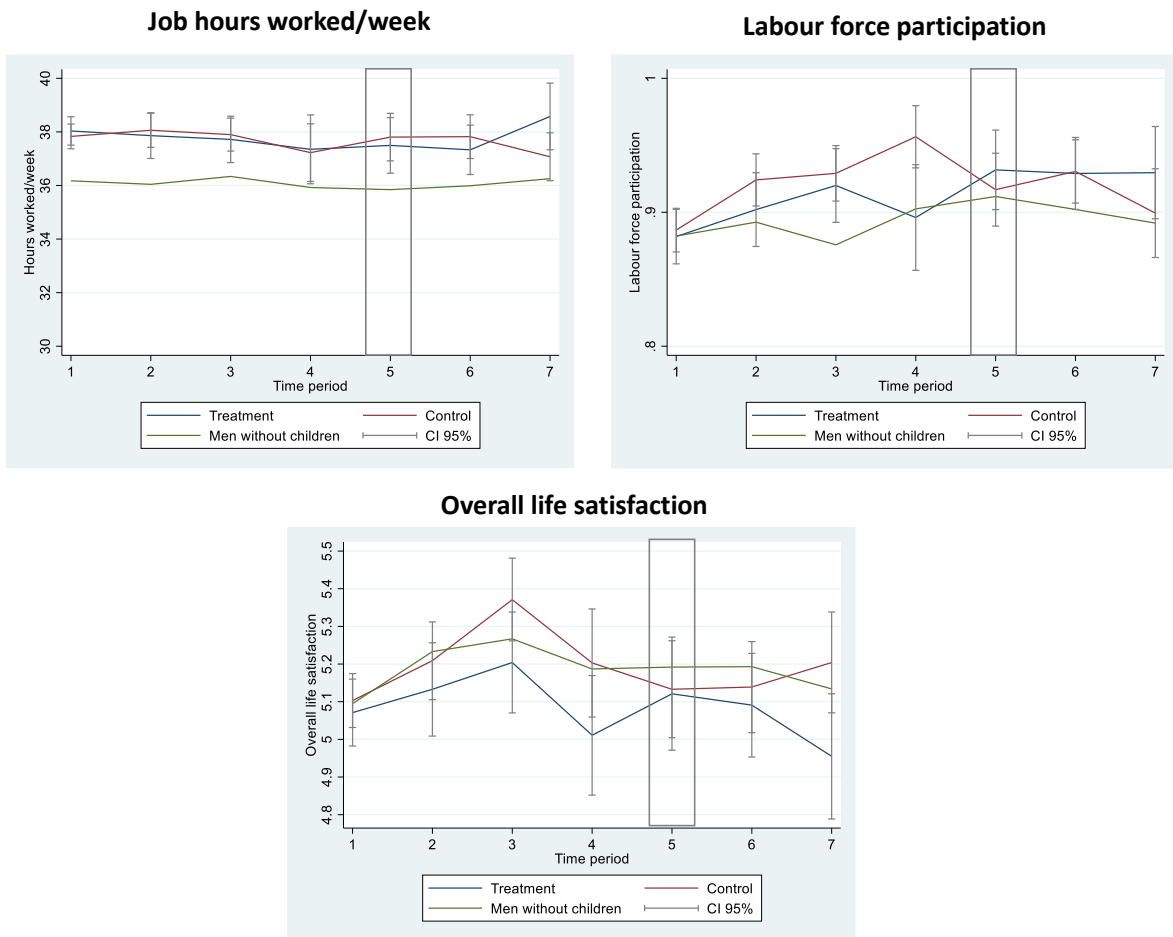 Job hours worked/week
Labour force participation
Hours worked/week
40
38
36
34
32
30
1 2 3 4 5 6 7
Time period
Treatment Control
Men without children CI 95%
Labour force participation
1
.9
.8
1 2 3 4 5 6 7
Time period
Treatment Control
Men without children CI 95%
Overall life satisfaction
Overall life satisfaction
5.5
5.4
5.3
5.2
5.1
5
4.9
4.8
1 2 3 4 5 6 7
Time period
Treatment Control
Men without children CI 95%